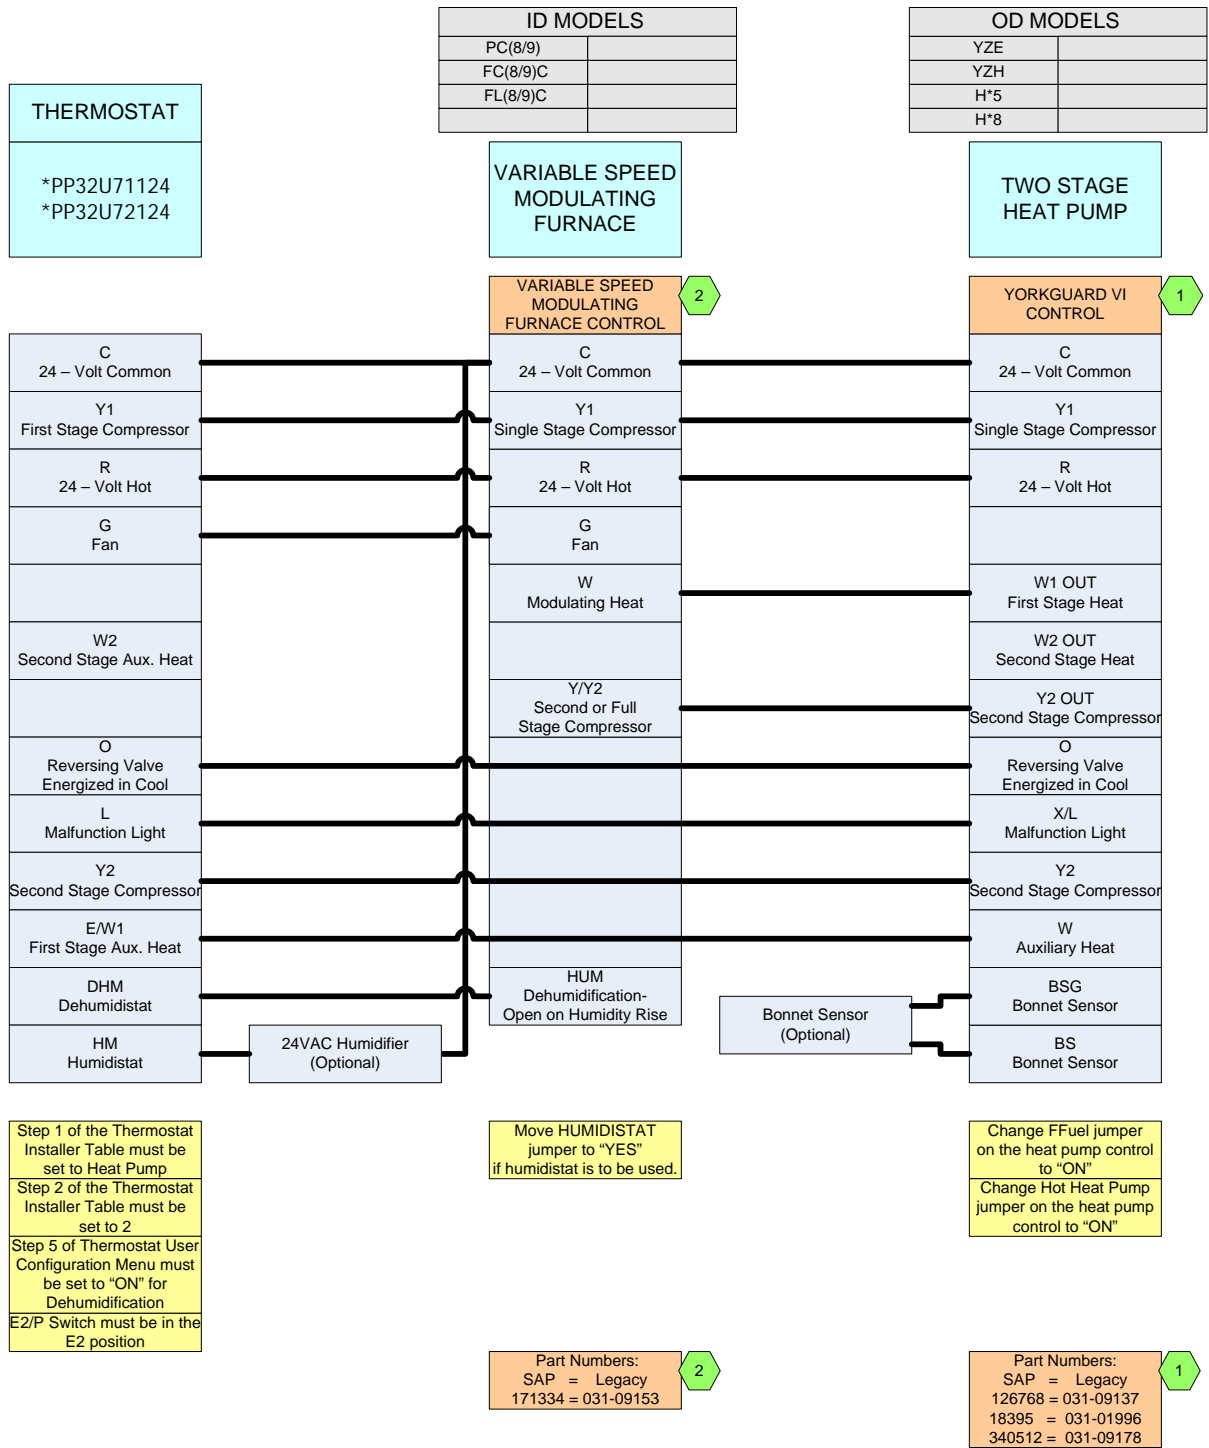 ID MODELS
PC(8/9)
FC(8/9)C
FL(8/9)C
OD MODELS
YZE
YZH
H*5
H*8
THERMOSTAT
*PP32U71124
*PP32U72124
VARIABLE SPEED
MODULATING
FURNACE
TWO STAGE
HEAT PUMP
VARIABLE SPEED
MODULATING
FURNACE CONTROL
2
YORKGUARD VI
CONTROL
1
C
24 – Volt Common
Y1
First Stage Compressor
R
24 – Volt Hot
G
Fan
W2
Second Stage Aux. Heat
O
Reversing Valve
Energized in Cool
L
Malfunction Light
Y2
Second Stage Compressor
E/W1
First Stage Aux. Heat
DHM
Dehumidistat
HM
Humidistat
24VAC Humidifier
(Optional)
C
24 – Volt Common
Y1
Single Stage Compressor
R
24 – Volt Hot
G
Fan
W
Modulating Heat
Y/Y2
Second or Full
Stage Compressor
HUM
Dehumidification-
Open on Humidity Rise
Bonnet Sensor
(Optional)
C
24 – Volt Common
Y1
Single Stage Compressor
R
24 – Volt Hot
W1 OUT
First Stage Heat
W2 OUT
Second Stage Heat
Y2 OUT
Second Stage Compressor
O
Reversing Valve
Energized in Cool
X/L
Malfunction Light
Y2
Second Stage Compressor
W
Auxiliary Heat
BSG
Bonnet Sensor
BS
Bonnet Sensor
Step 1 of the Thermostat
Installer Table must be
set to Heat Pump
Step 2 of the Thermostat
Installer Table must be
set to 2
Step 5 of Thermostat User
Configuration Menu must
be set to “ON” for
Dehumidification
E2/P Switch must be in the
E2 position
Move HUMIDISTAT
jumper to “YES”
if humidistat is to be used.
Change FFuel jumper
on the heat pump control
to “ON”
Change Hot Heat Pump
jumper on the heat pump
control to “ON”
Part Numbers:
SAP = Legacy
171334 = 031-09153
2
Part Numbers:
SAP = Legacy
126768 = 031-09137
18395 = 031-01996
340512 = 031-09178
1